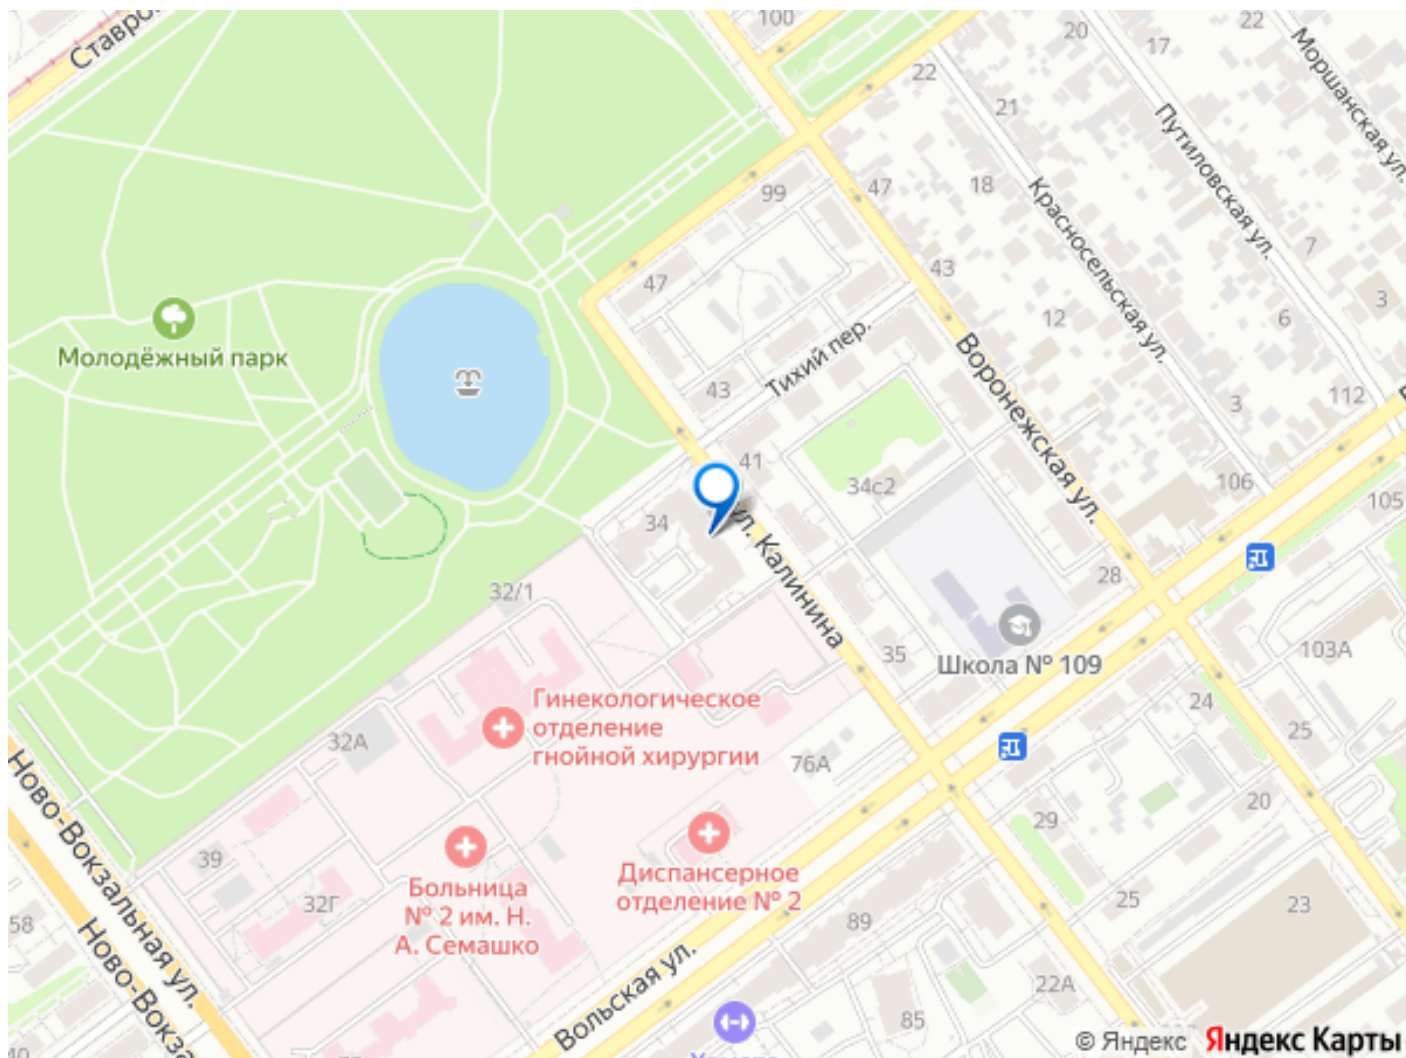 Ставро
100
22
20
17
22
Моршанская ул.
Путиловская ул.
21
18
Красносельская ул.
99
47
47
43
7
6
3
12
Молодёжный парк
Тихий пер.
43
Воронежская ул.
3
112
41
34с2
106
105
34
ул. Калинина
28
32/1
Школа № 109
35
103А
24
25
Гинекологическое
отделение
гнойной хирургии
32А
76А
20
29
Ново-Вокзальная ул.
39
Больница
№ 2 им. Н.
А. Семашко
32Г
Диспансерное
отделение № 2
25
23
58
Ново-Вокза
89
Вольская ул.
22А
85
40
© Яндекс Яндекс Карты